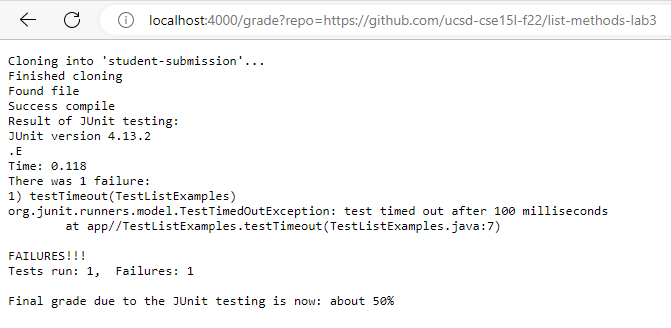 localhost:4000/grade?repo=https://github.com/ucsd-cse15l-f22/list-methods-lab3
Cloning into 'student-submission'...
Finished cloning
Found file
Success compile
Result of JUnit testing:
JUnit version 4.13.2
.E
Time: 0.118
There was 1 failure:
1) testTimeout(TestListExamples)
org.junit.runners.model.TestTimedOutException: test timed out after 100 milliseconds
        at app//TestListExamples.testTimeout(TestListExamples.java:7)
FAILURES!!!
Tests run: 1,  Failures: 1
Final grade due to the JUnit testing is now: about 50%